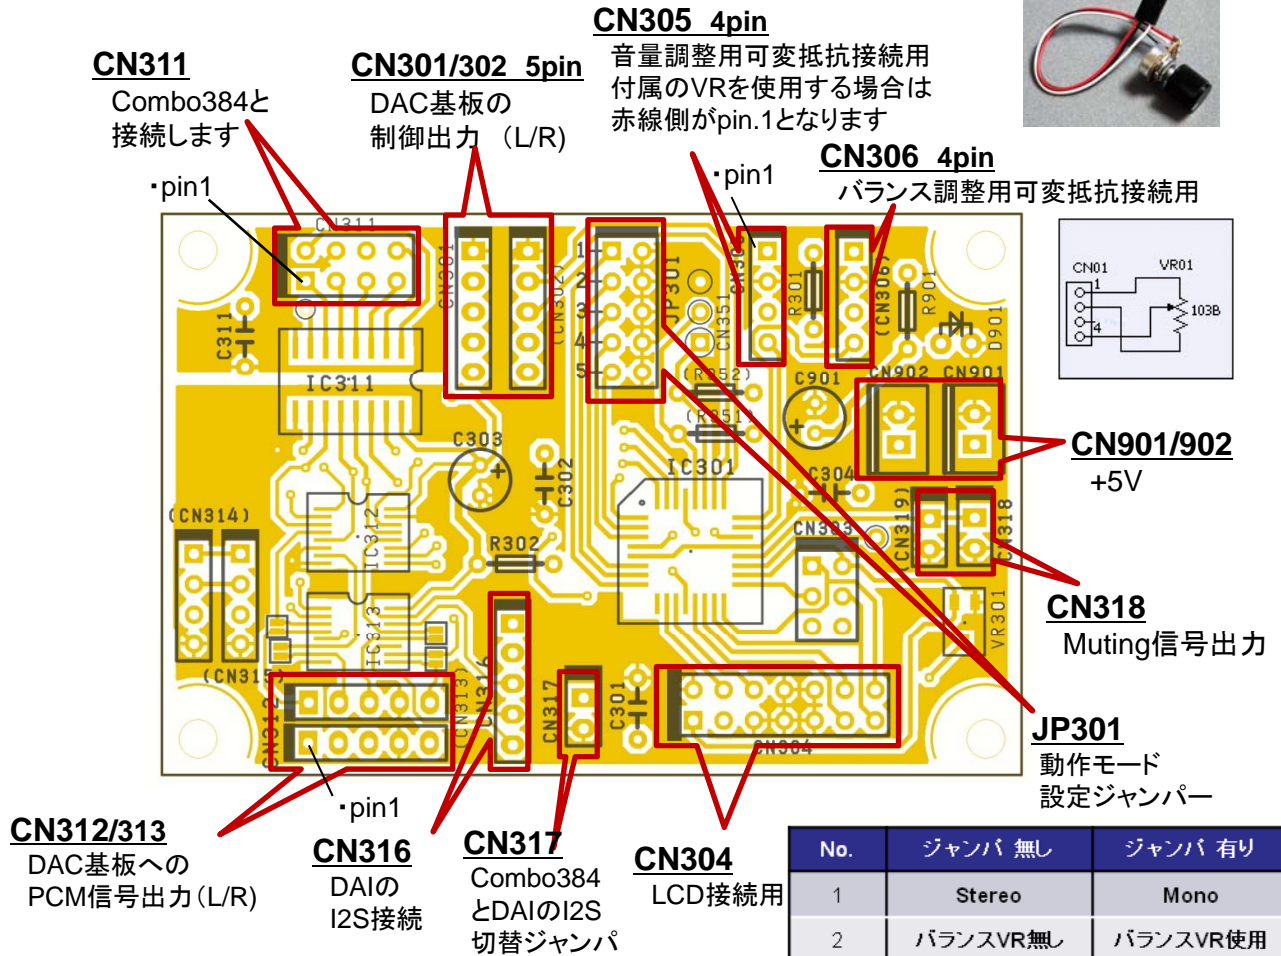 CN305 4pin
音量調整用可変抵抗接続用
付属のVRを使用する場合は
赤線側がpin.1となります
CN311
Combo384と
接続します
CN301/302 5pin
DAC基板の
制御出力 (L/R)
CN306 4pin
バランス調整用可変抵抗接続用
・pin1
・pin1
CN311
CN301
(CN302)
1
2
3
4
5
JP301
CN351
CN305
R301
(CN306)
R901
D901
CN01
VR01
1
4
103B
C311
IC311
(R352)
(R351)
C901
CN902
CN901
CN901/902
+5V
C303
C302
IC301
C304
(CN314)
IC312
R302
CN303
(CN319)
CN318
CN318
Muting信号出力
IC313
VR301
(CN315)
CN312
(CN313)
CN316
CN317
C301
CN304
JP301
動作モード
設定ジャンパー
・pin1
CN312/313
DAC基板への
PCM信号出力(L/R)
CN316
DAIの
I2S接続
CN317
Combo384
とDAIのI2S
切替ジャンパ
CN304
LCD接続用
No. ジャンパ 無し ジャンパ 有り
1 Stereo Mono
2 バランスVR無し バランスVR使用